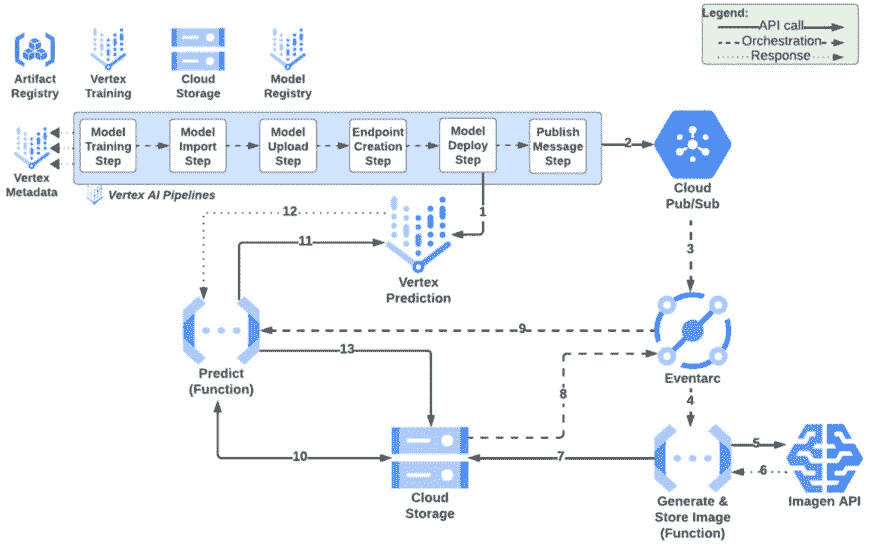 Legend:
API call
Orchestration
Response
Artifact
Registry
Vertex
Training
Cloud
Storage
Model
Registry
Vertex
Metadata
Model
Training
Step
Model
Import
Step
Model
Upload
Step
Endpoint
Creation
Step
Model
Deploy
Step
Publish
Message
Step
2
Cloud
Pub/Sub
Vertex AI Pipelines
12
1
11
3
Vertex
Prediction
9
13
Predict
(Function)
Eventarc
8
4
10
7
5
6
Cloud
Storage
Generate &
Store Image
(Function)
Imagen API